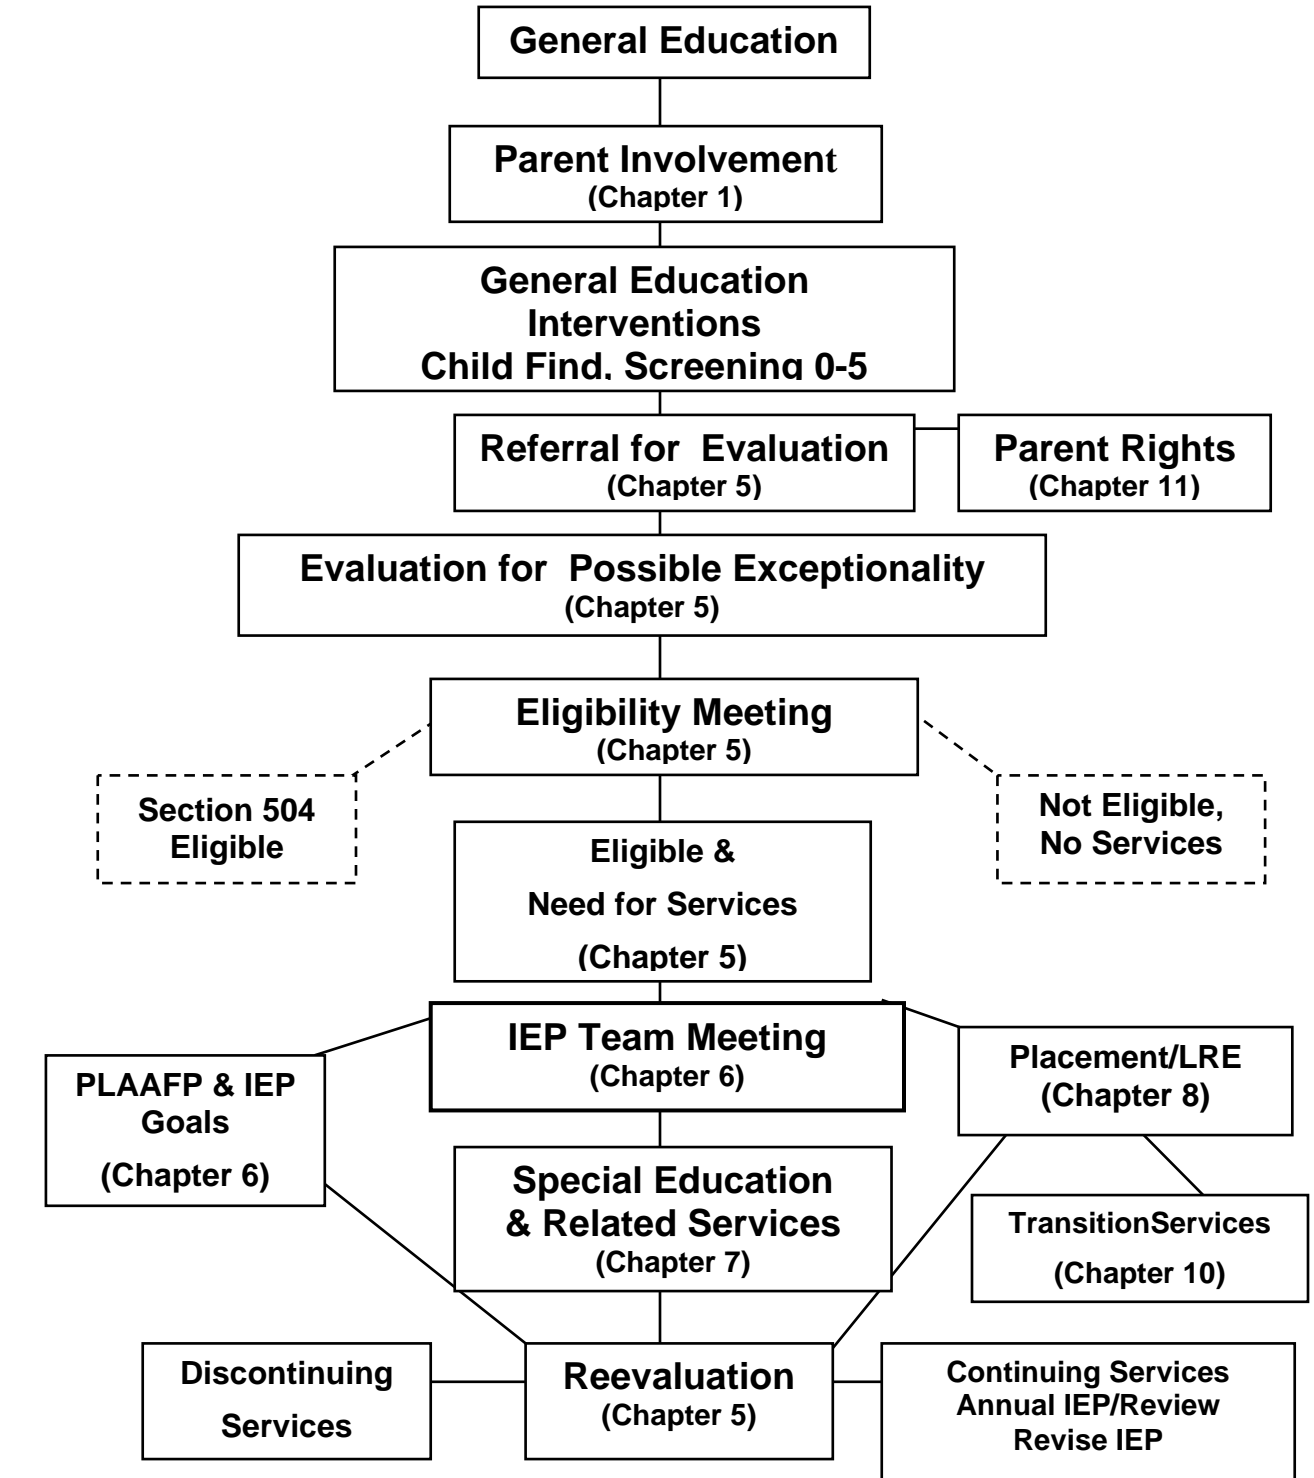 General Education
Parent Involvement
(Chapter 1)
General Education
Interventions
Child Find, Screening 0-5
Referral for  Evaluation
(Chapter 5)
Parent Rights
(Chapter 11)
Evaluation for  Possible Exceptionality
(Chapter 5)
Eligibility Meeting
(Chapter 5)
Section 504
Eligible
Not Eligible,
No Services
Eligible &
Need for Services
(Chapter 5)
IEP Team Meeting
(Chapter 6)
PLAAFP & IEP
Goals
(Chapter 6)
Placement/LRE
(Chapter 8)
Special Education
& Related Services
(Chapter 7)
TransitionServices
(Chapter 10)
Discontinuing
Services
Reevaluation
(Chapter 5)
Continuing Services
Annual IEP/Review
Revise IEP